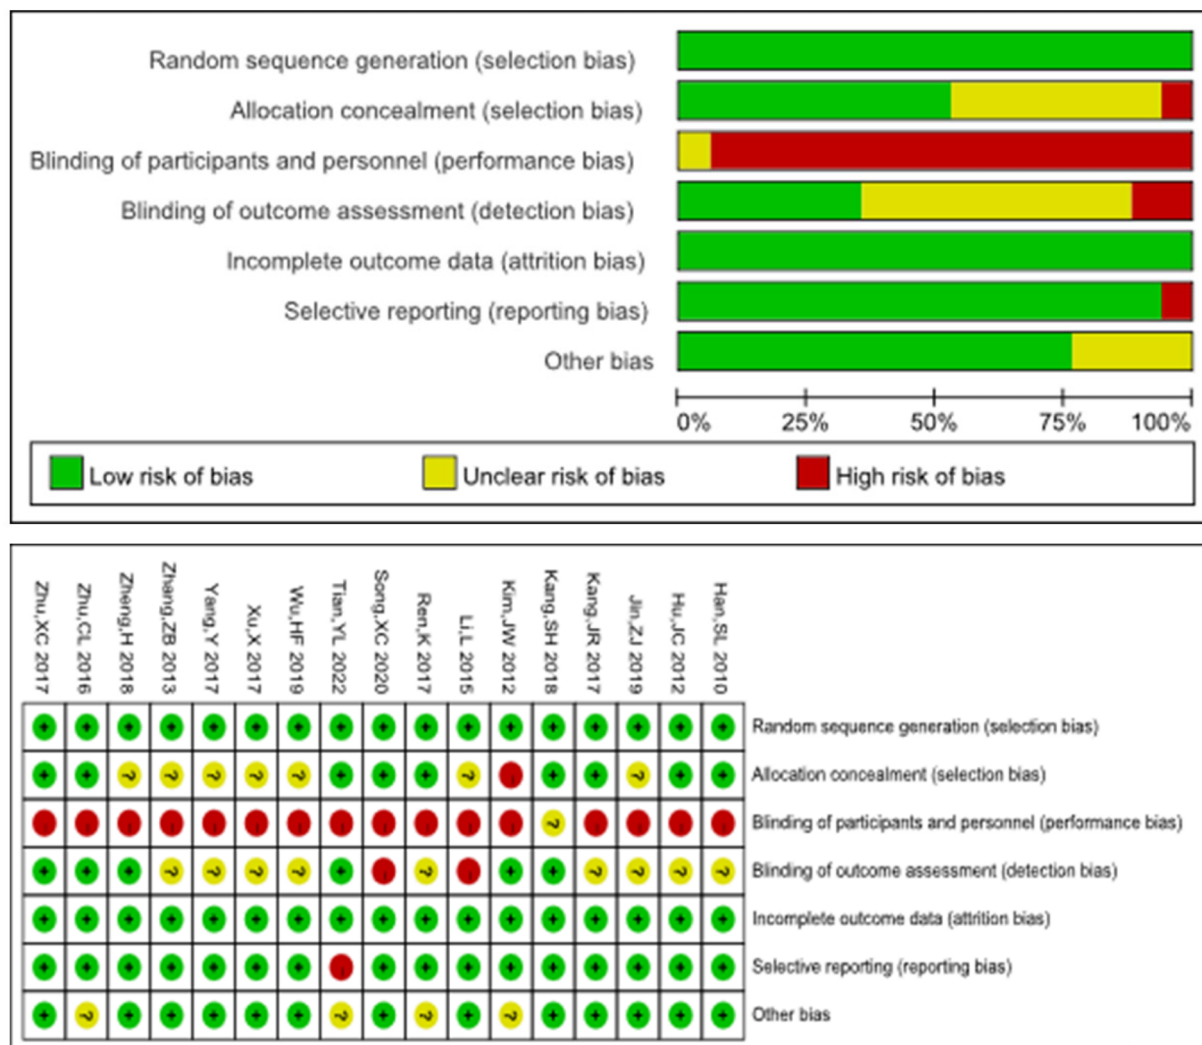 Random sequence generation (selection bias)
Allocation concealment (selection bias)
Blinding of participants and personnel (performance bias)
Blinding of outcome assessment (detection bias)
Incomplete outcome data (attrition bias)
Selective reporting (reporting bias)
Other bias
0% 25% 50% 75% 100%
Low risk of bias Unclear risk of bias High risk of bias
Zhu,XC 2017
Zhu,CL 2016
Zheng,H 2018
Zhang,ZB 2013
Yang,Y 2017
Xu,X 2017
Wu,HF 2019
Tian,YL 2022
Song,XC 2020
Ren,K 2017
Li,L 2015
Kim,JW 2012
Kang,SH 2018
Kang,JR 2017
Jin,ZJ 2019
Hu,JC 2012
Han,SL 2010
+ + + + + + + + + + + + + + + + + Random sequence generation (selection bias)
+ + ? ? ? ? ? + + + ? - + + ? + + Allocation concealment (selection bias)
- - - - - - - - - - - - ? - - - - Blinding of participants and personnel (performance bias)
+ + + ? ? ? ? + - ? - + + ? ? ? ? Blinding of outcome assessment (detection bias)
+ + + + + + + + + + + + + + + + + Incomplete outcome data (attrition bias)
+ + + + + + + - + + + + + + + + + Selective reporting (reporting bias)
+ ? + + + + + ? + ? + ? + + + + + Other bias